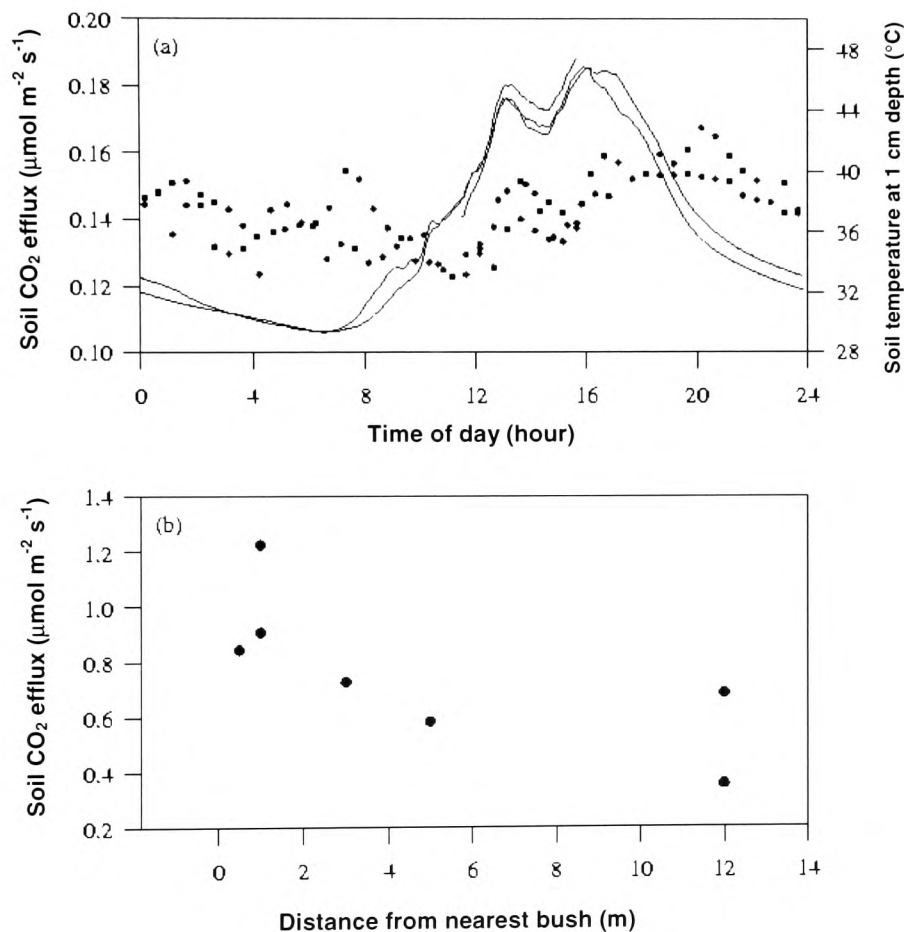 (a)
Soil CO₂ efflux (µmol m⁻² s⁻¹)
0.20
0.18
0.16
0.14
0.12
0.10
48
44
40
36
32
28
Soil temperature at 1 cm depth (°C)
0 4 8 12 16 20 24
Time of day (hour)
(b)
Soil CO₂ efflux (µmol m⁻² s⁻¹)
1.4
1.2
1.0
0.8
0.6
0.4
0.2
0 2 4 6 8 10 12 14
Distance from nearest bush (m)